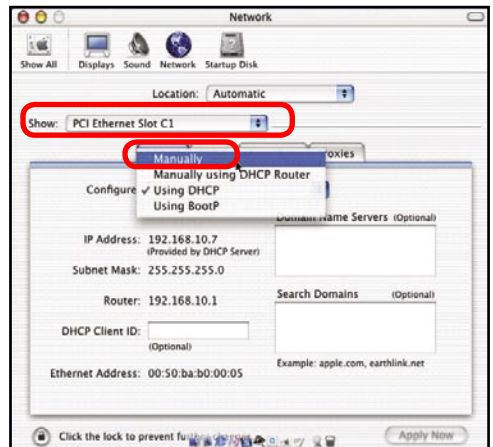 Network
Show All Displays Sound Network Startup Disk
Location: Automatic
Show: PCI Ethernet Slot C1
Proxies
Manually
Manually using DHCP Router
Configure ✓ Using DHCP
Using BootP
Domain Name Servers (Optional)
IP Address: 192.168.10.7
(Provided by DHCP Server)
Subnet Mask: 255.255.255.0
Router: 192.168.10.1
Search Domains (Optional)
DHCP Client ID:
(Optional)
Example: apple.com, earthlink.net
Ethernet Address: 00:50:ba:b0:00:05
Click the lock to prevent
Apply Now